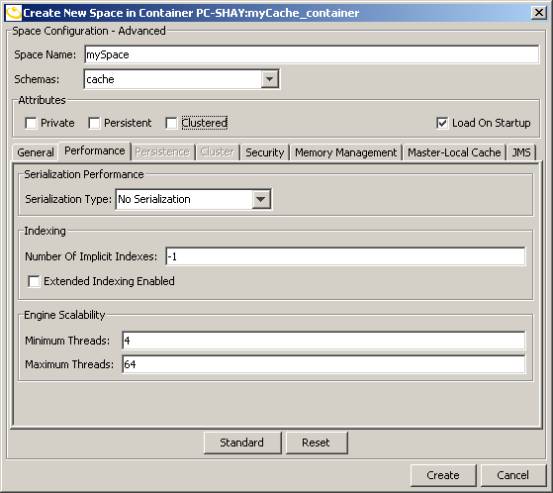 Create New Space in Container PC-SHAY:myCache_container
Space Configuration - Advanced
Space Name: mySpace
Schemas: cache
Attributes
Private Persistent Clustered Load On Startup
General Performance Persistence Cluster Security Memory Management Master-Local Cache JMS
Serialization Performance
Serialization Type: No Serialization
Indexing
Number Of Implicit Indexes: -1
Extended Indexing Enabled
Engine Scalability
Minimum Threads: 4
Maximum Threads: 64
Standard Reset
Create Cancel